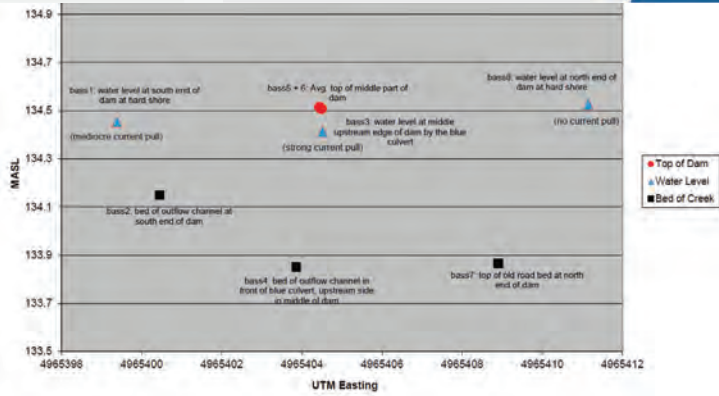 134.9
134.7
134.5
134.3
134.1
133.9
133.7
133.5
MASL
bass1: water level at south end of
dam at hard shore
(mediocre current pull)
bass5 + 6: Avg. top of middle part of
dam
bass3: water level at middle
upstream edge of dam by the blue
culvert
(strong current pull)
water level at north end of
dam at hard shore
(no current pull)
bass2: bed of outflow channel at
south end of dam
bass4: bed of outflow channel in
front of blue culvert, upstream side
in middle of dam
bass7: top of old road bed at north
end of dam
Top of Dam
Water Level
Bed of Creek
4965398
4965400
4965402
4965404
4965406
4965408
4965410
4965412
UTM Easting